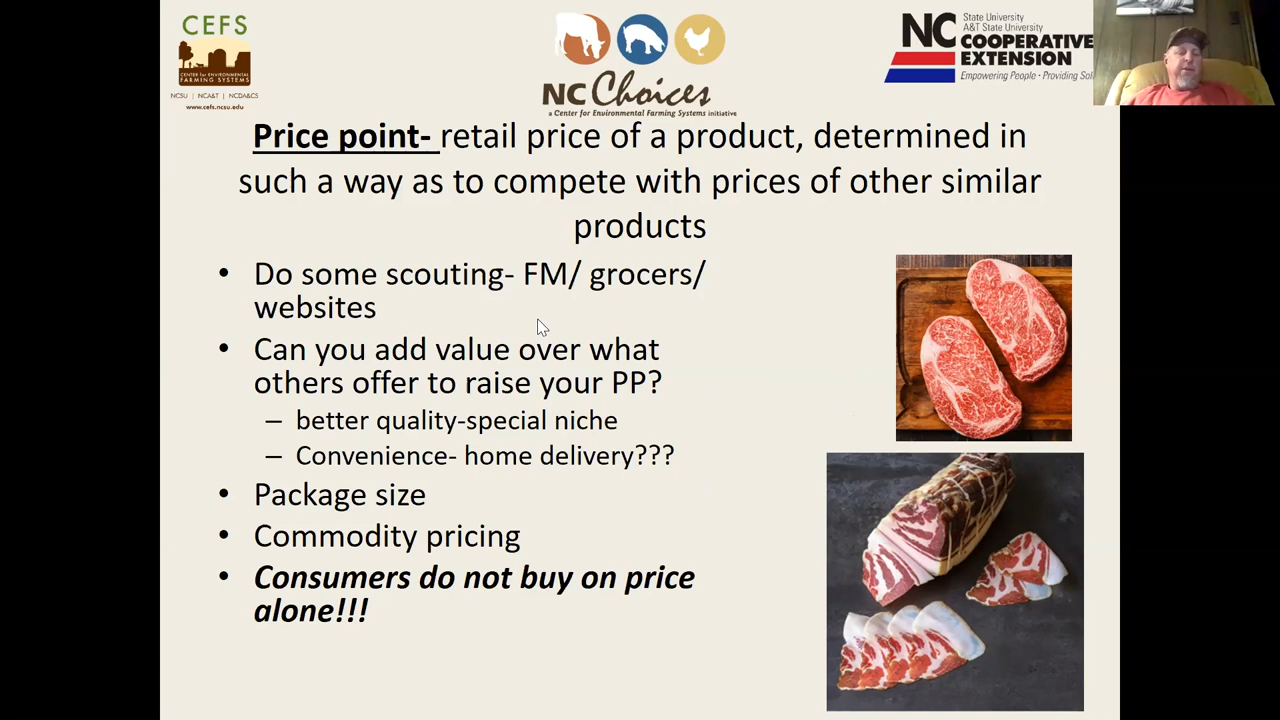 CEFS
CENTER for ENVIRONMENTAL
FARMING SYSTEMS
NCSU | NCA&T | NCDA&CS
www.cefs.ncsu.edu
NC Choices
a Center for Environmental Farming Systems initiative
NC
State University
A&T State University
COOPERATIVE
EXTENSION
Empowering People • Providing Sol
Price point- retail price of a product, determined in
such a way as to compete with prices of other similar
products
• Do some scouting- FM/ grocers/
websites
• Can you add value over what
others offer to raise your PP?
– better quality-special niche
– Convenience- home delivery???
• Package size
• Commodity pricing
• Consumers do not buy on price
alone!!!